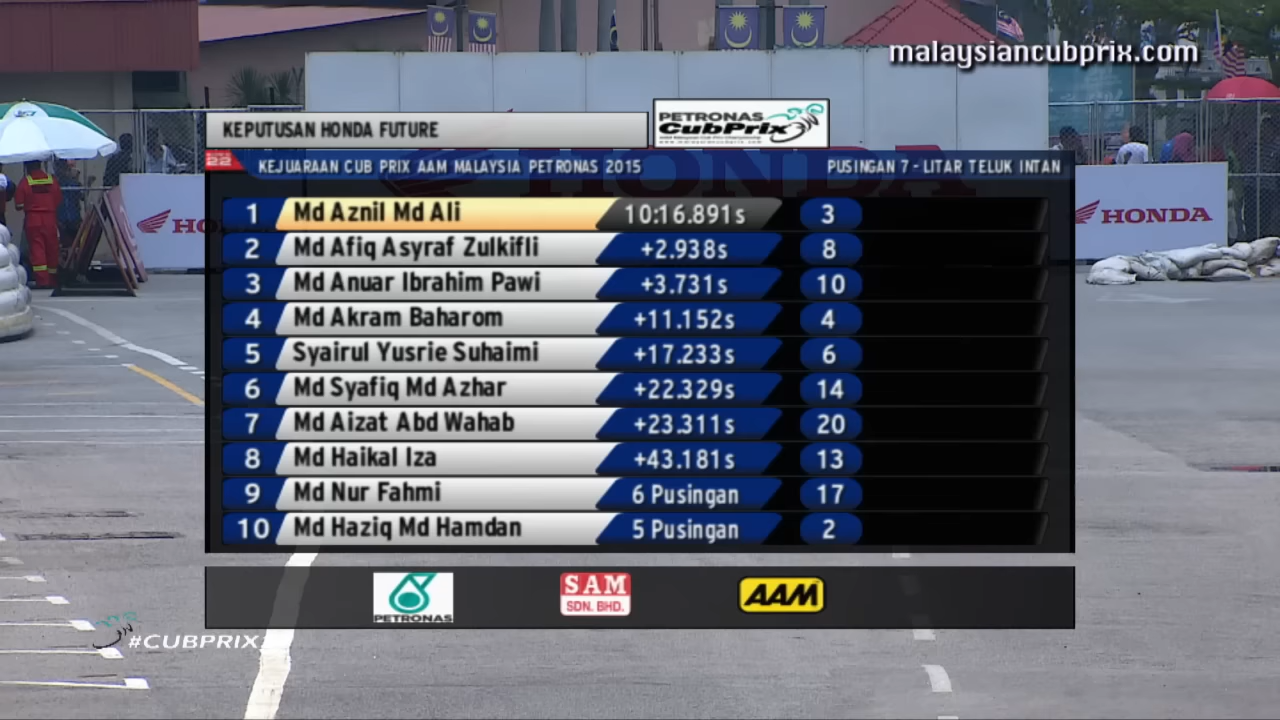 malaysiancubprix.com
KEPUTUSAN HONDA FUTURE
PETRONAS
CubPrix
22
KEJUARAAN CUB PRIX AAM MALAYSIA PETRONAS 2015
PUSINGAN 7 - LITAR TELUK INTAN
HONDA
HO
HONDA
1 Md Aznil Md Ali 10:16.891s 3
2 Md Afiq Asyraf Zulkifli +2.938s 8
3 Md Anuar Ibrahim Pawi +3.731s 10
4 Md Akram Baharom +11.152s 4
5 Syairul Yusrie Suhaimi +17.233s 6
6 Md Syafiq Md Azhar +22.329s 14
7 Md Aizat Abd Wahab +23.311s 20
8 Md Haikal Iza +43.181s 13
9 Md Nur Fahmi 6 Pusingan 17
10 Md Haziq Md Hamdan 5 Pusingan 2
PETRONAS
SAM
SDN. BHD.
AAM
#CUBPRIX